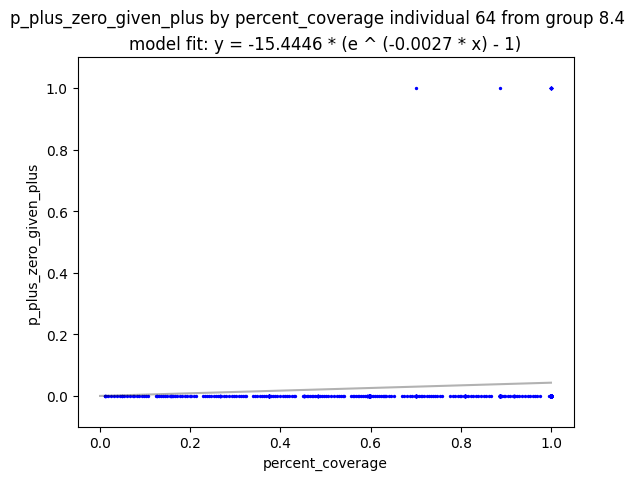 p_plus_zero_given_plus by percent_coverage individual 64 from group 8.4
model fit: y = -15.4446 * (e ^ (-0.0027 * x) - 1)
1.0
0.8
0.6
0.4
0.2
0.0
p_plus_zero_given_plus
0.0 0.2 0.4 0.6 0.8 1.0
percent_coverage